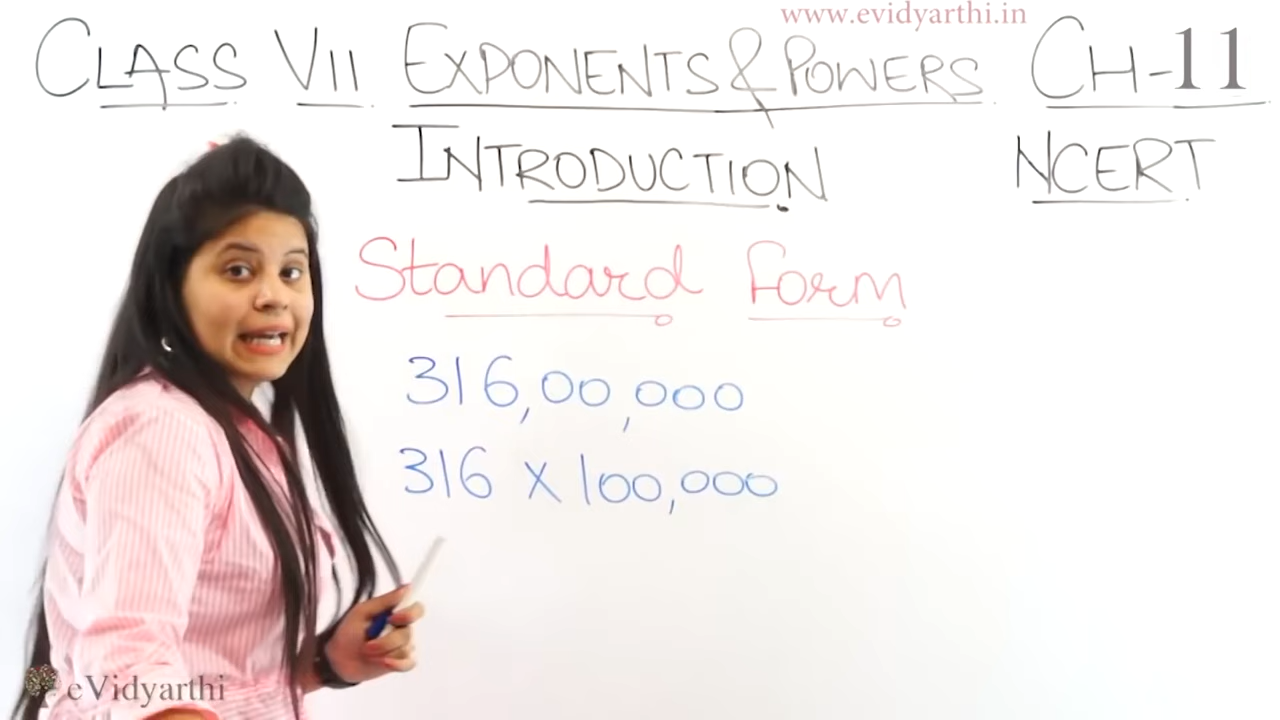 www.evidyarthi.in
CLASS VII EXPONENTS & POWERS CH-11
INTRODUCTION NCERT
Standard Form
316,00,000
316 X 100,000
eVidyarthi